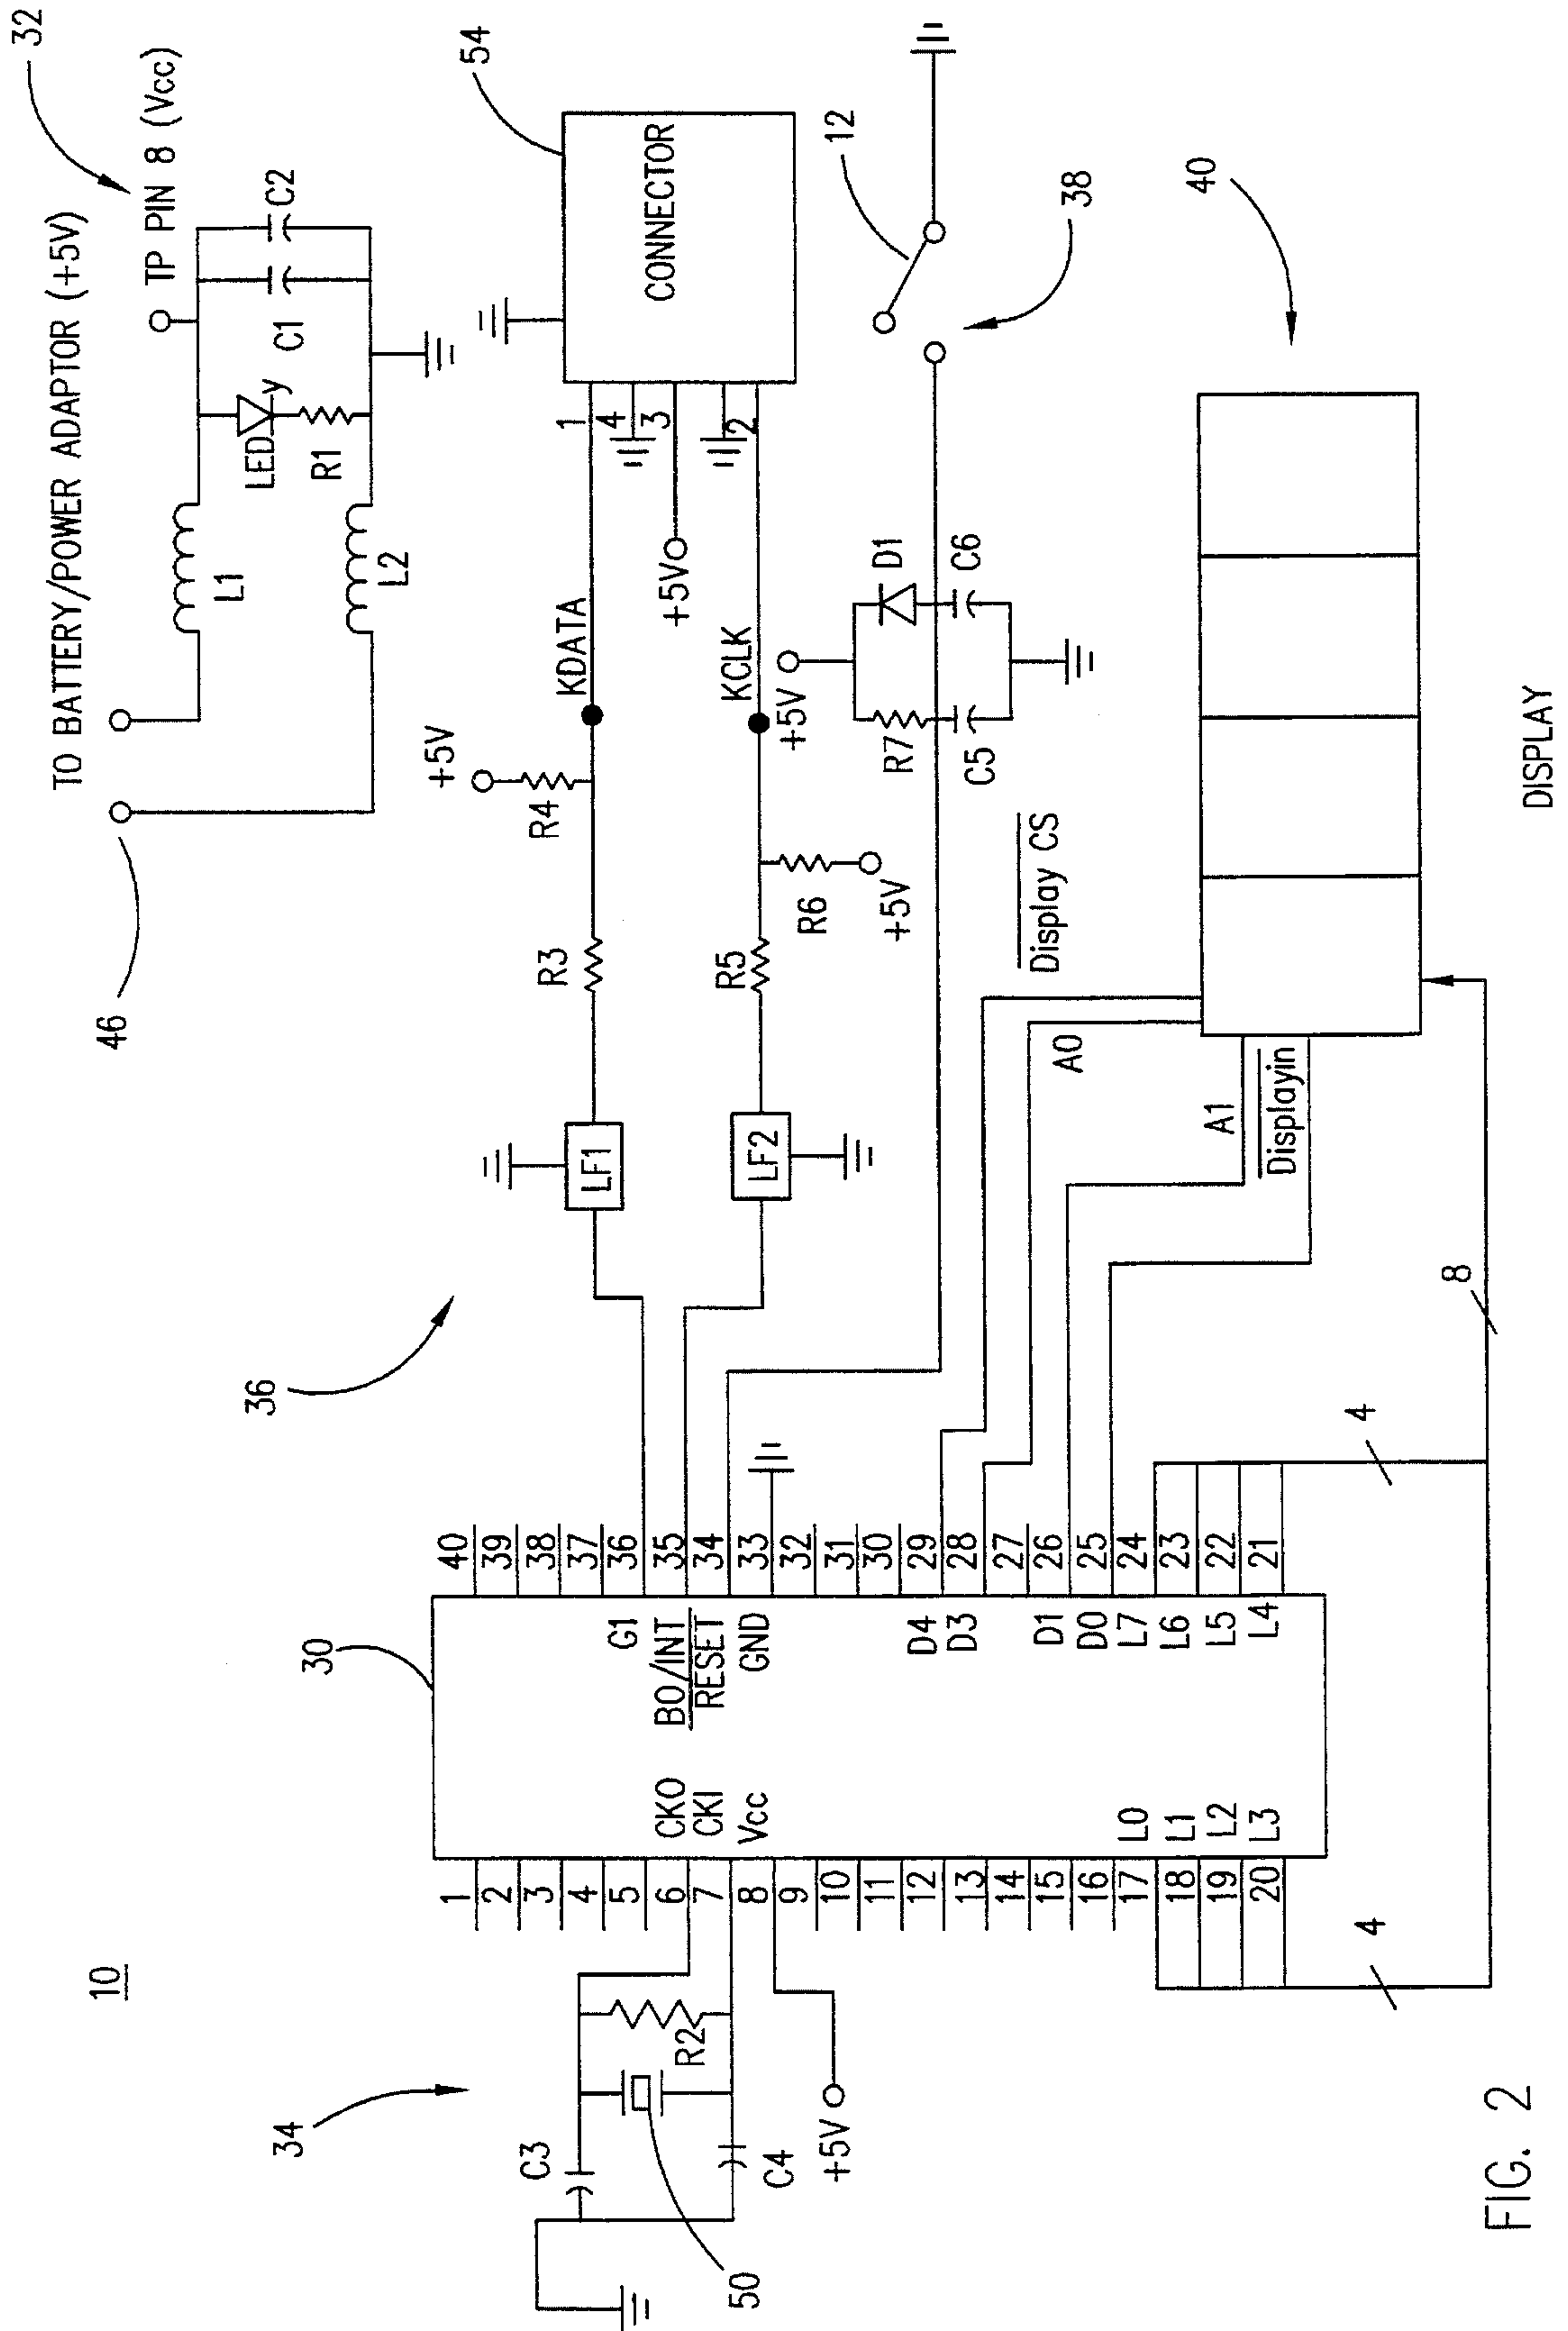 10
TO BATTERY/POWER ADAPTOR (+5V)
46
32
TP PIN 8 (Vcc)
L1
LED
y
C1
C2
R1
L2
34
C3
50
R2
C4
+5V
30
36
LF1
R3
R4
+5V
KDATA
54
CONNECTOR
1
4
3
2
+5V
LF2
R5
R6
+5V
KCLK
+5V
R7
D1
C5
C6
12
38
1
2
3
4
5
6
7
8
9
10
11
12
13
14
15
16
17
18
19
20
CKO
CKI
Vcc
L0
L1
L2
L3
G1
BO/INT
RESET
GND
D4
D3
D1
D0
L7
L6
L5
L4
40
39
38
37
36
35
34
33
32
31
30
29
28
27
26
25
24
23
22
21
Display CS
A0
A1
Displayin
40
4
4
8
DISPLAY
FIG. 2